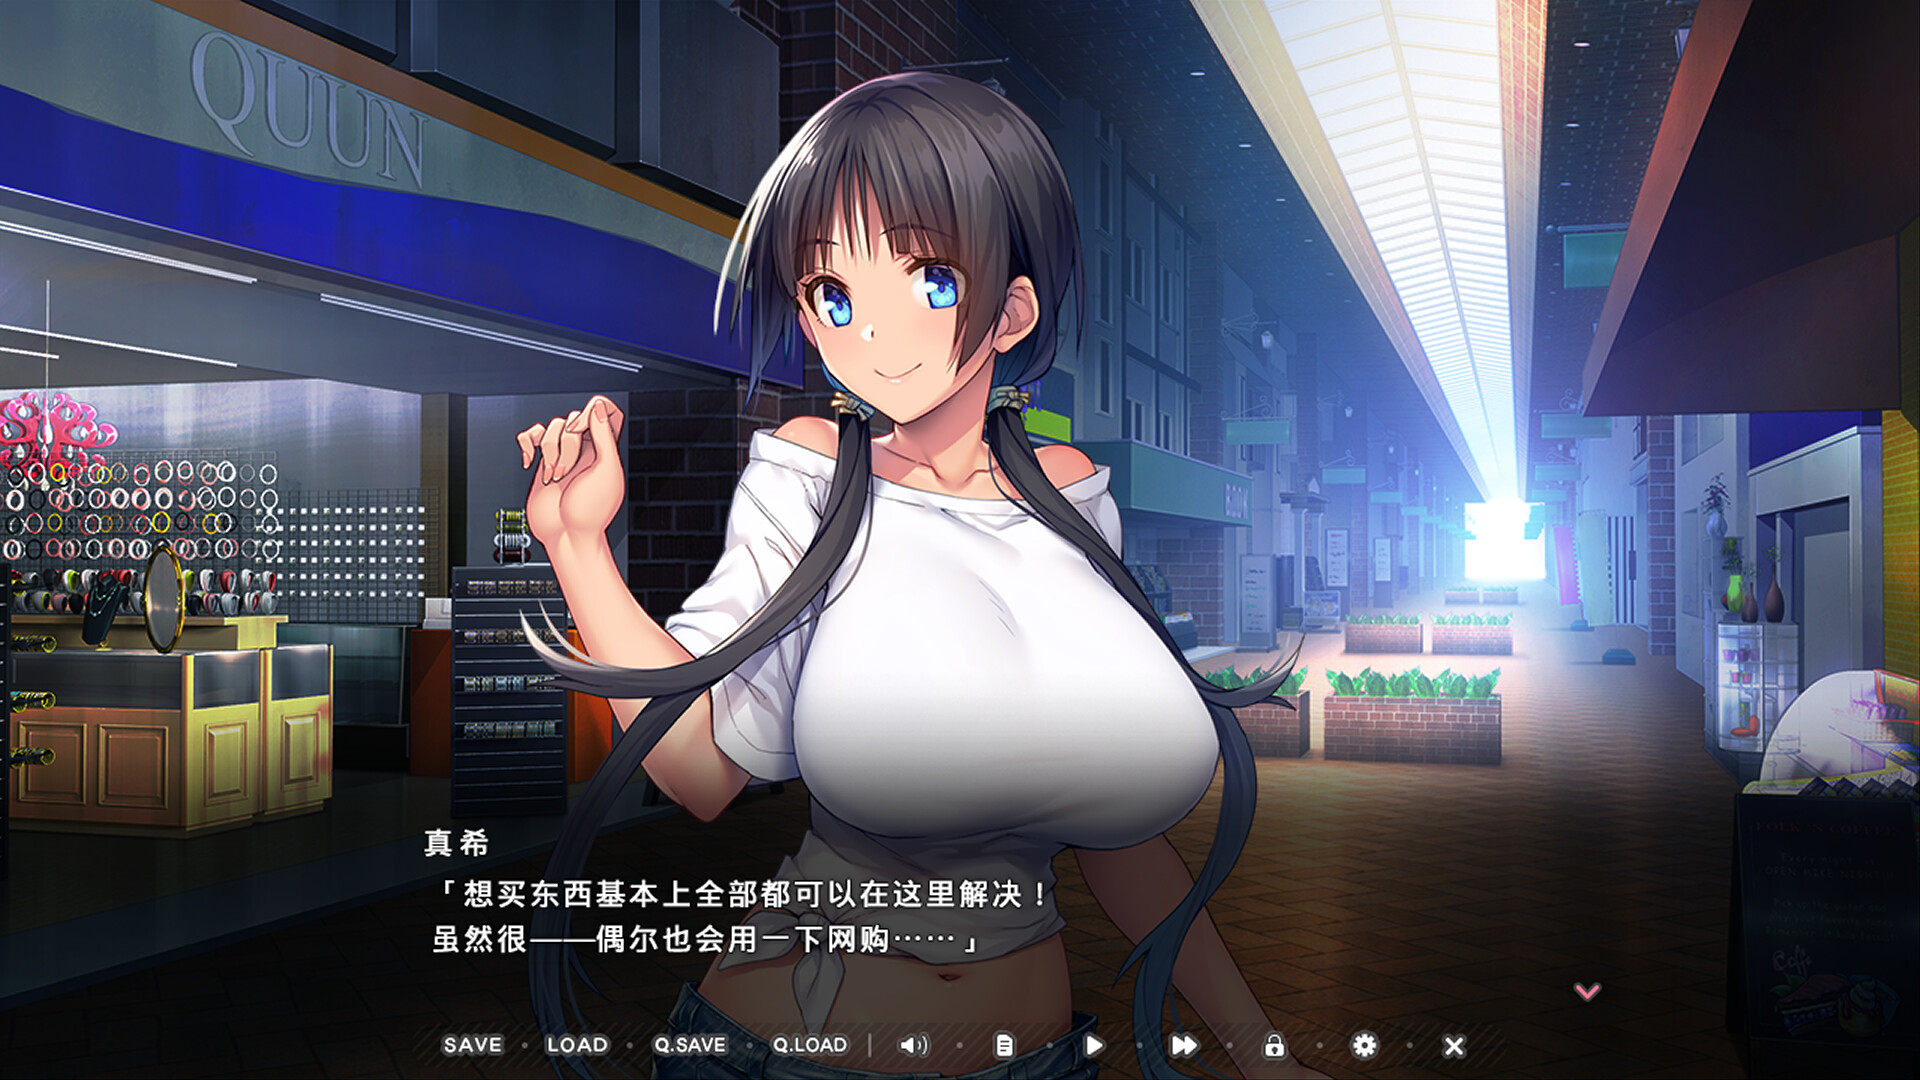 QUUN
真希
「想买东西基本上全部都可以在这里解决！
虽然很——偶尔也会用一下网购……」
SAVE LOAD Q.SAVE Q.LOAD